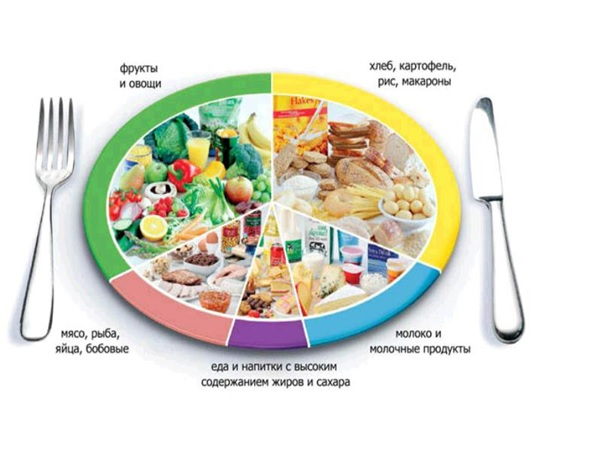 фрукты
и овощи
хлеб, картофель,
рис, макароны
Flakes
мясо, рыба,
яйца, бобовые
молоко и
молочные продукты
еда и напитки с высоким
содержанием жиров и сахара